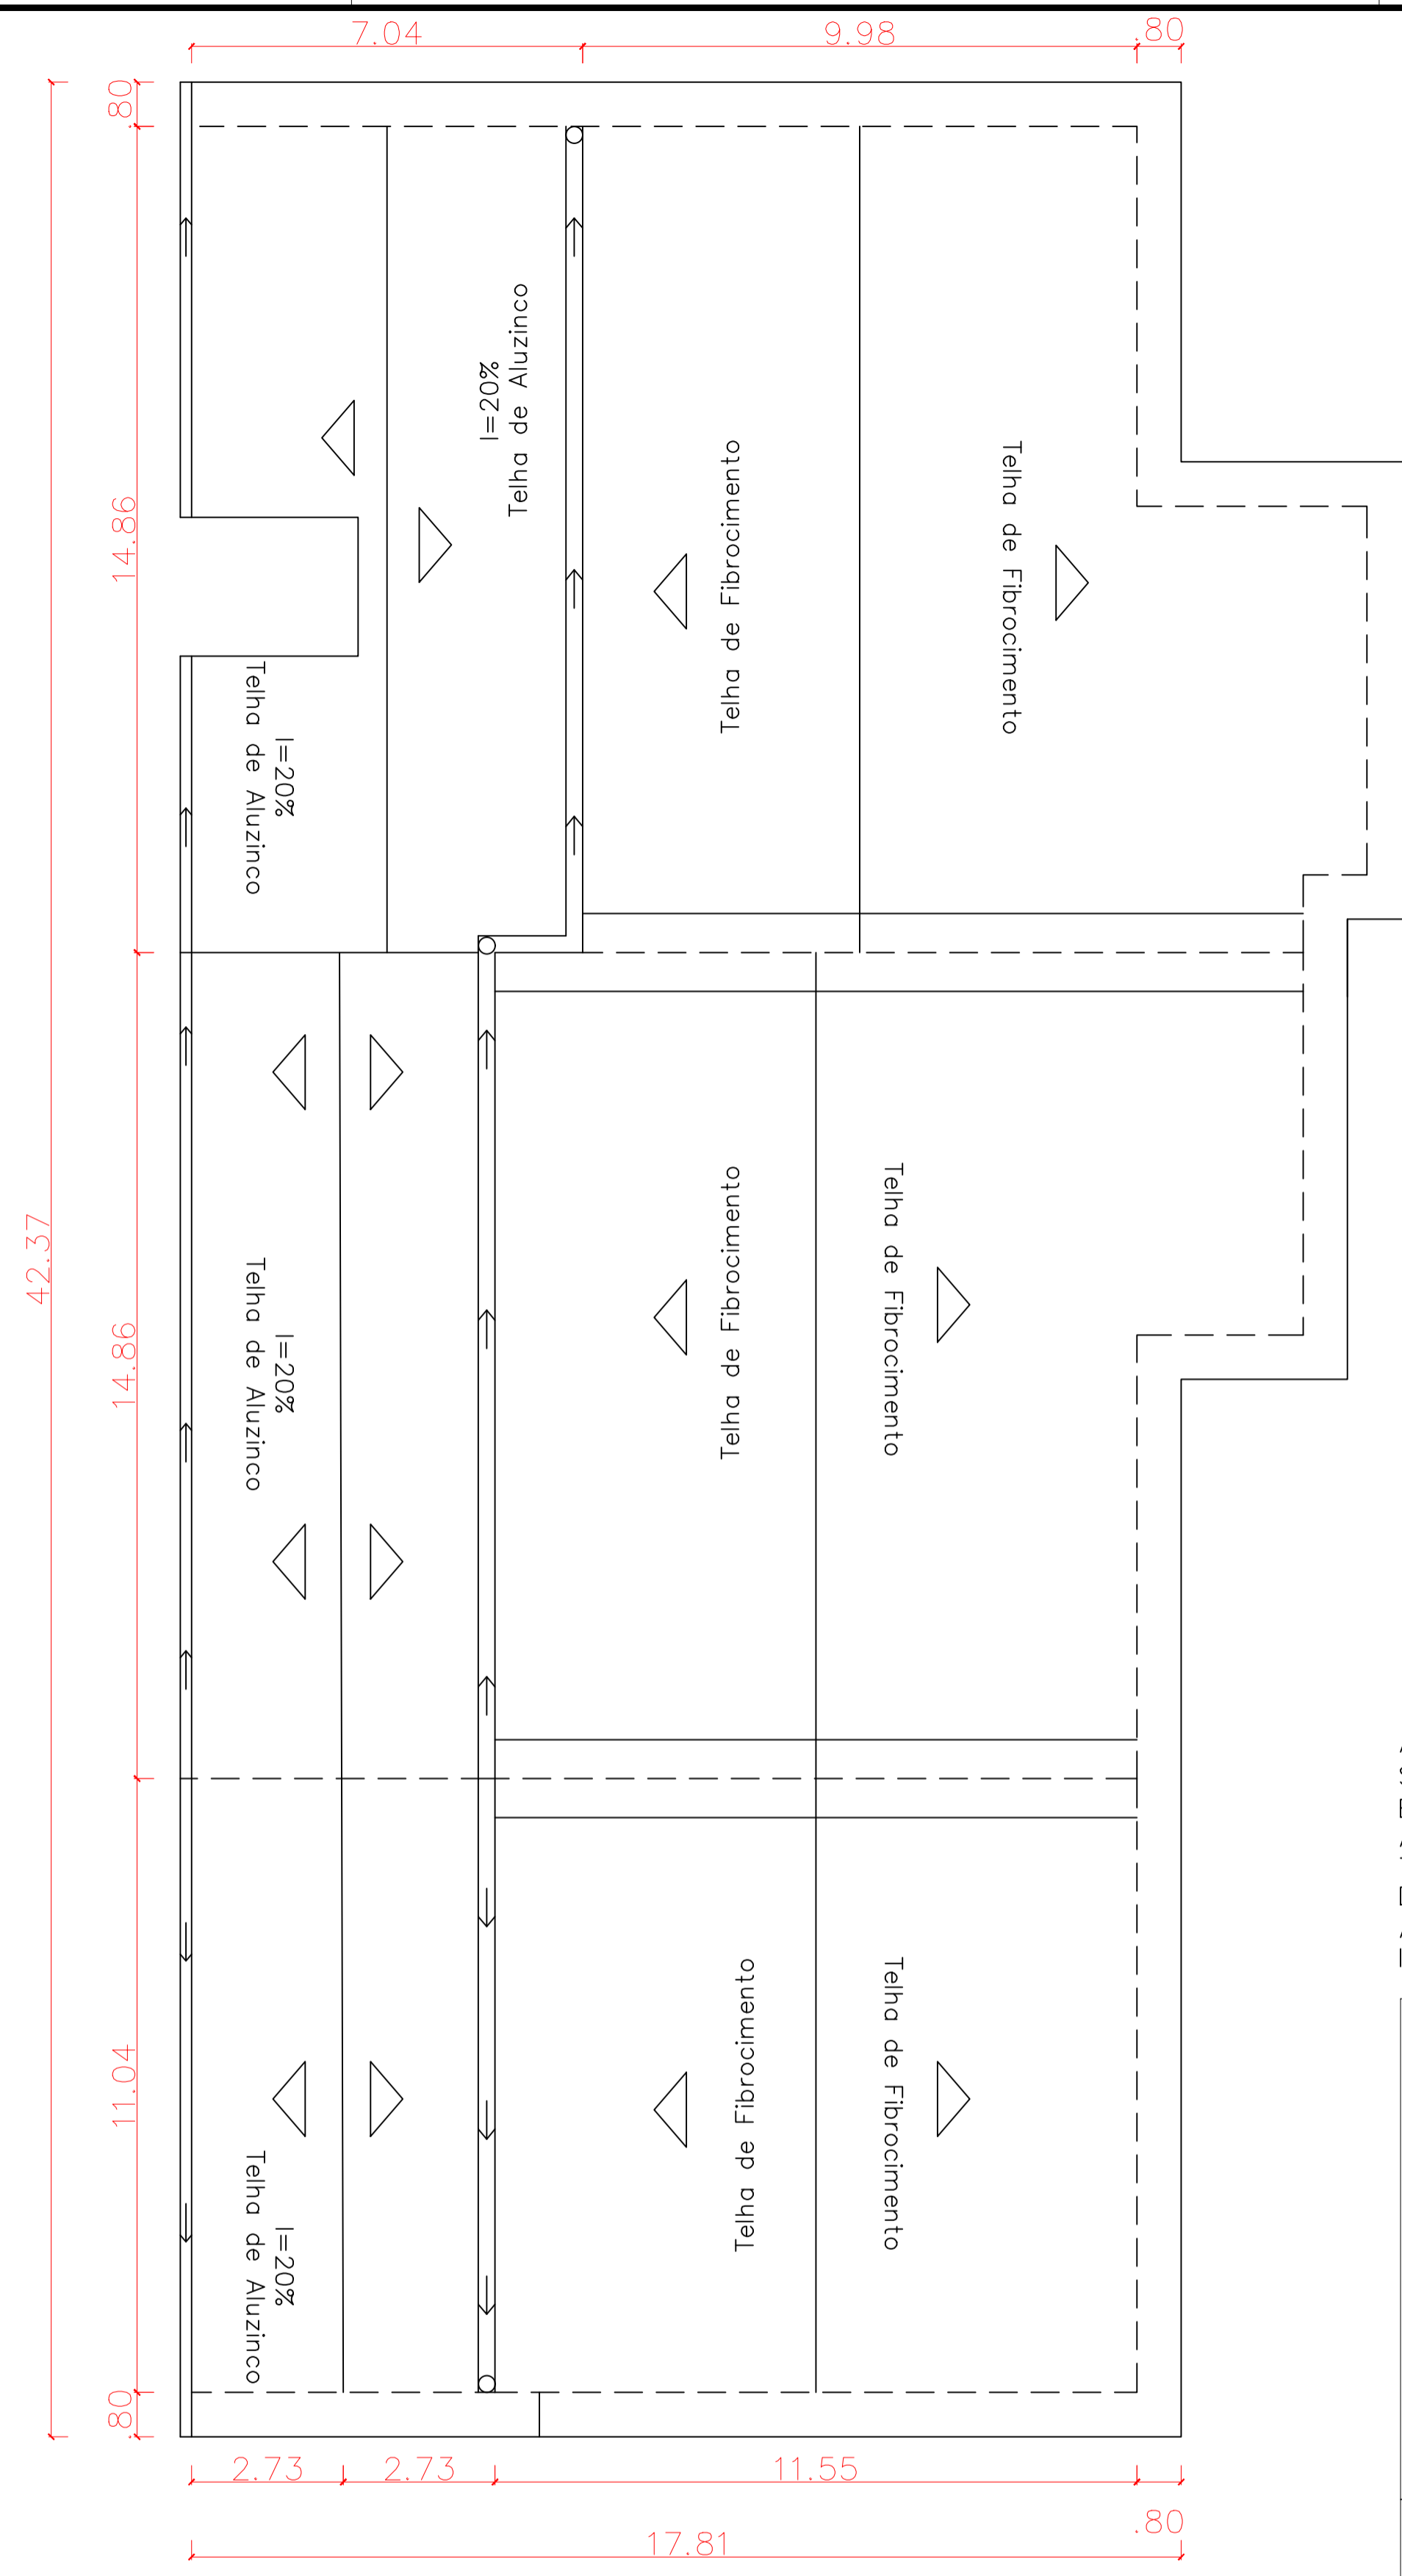 7.04
9.98
.80
.80
14.86
14.86
42.37
11.04
.80
I=20%
Telha de Aluzinco
Telha de Fibrocimento
Telha de Fibrocimento
I=20%
Telha de Aluzinco
Telha de Fibrocimento
Telha de Fibrocimento
I=20%
Telha de Aluzinco
Telha de Fibrocimento
Telha de Fibrocimento
I=20%
Telha de Aluzinco
2.73
2.73
11.55
.80
17.81